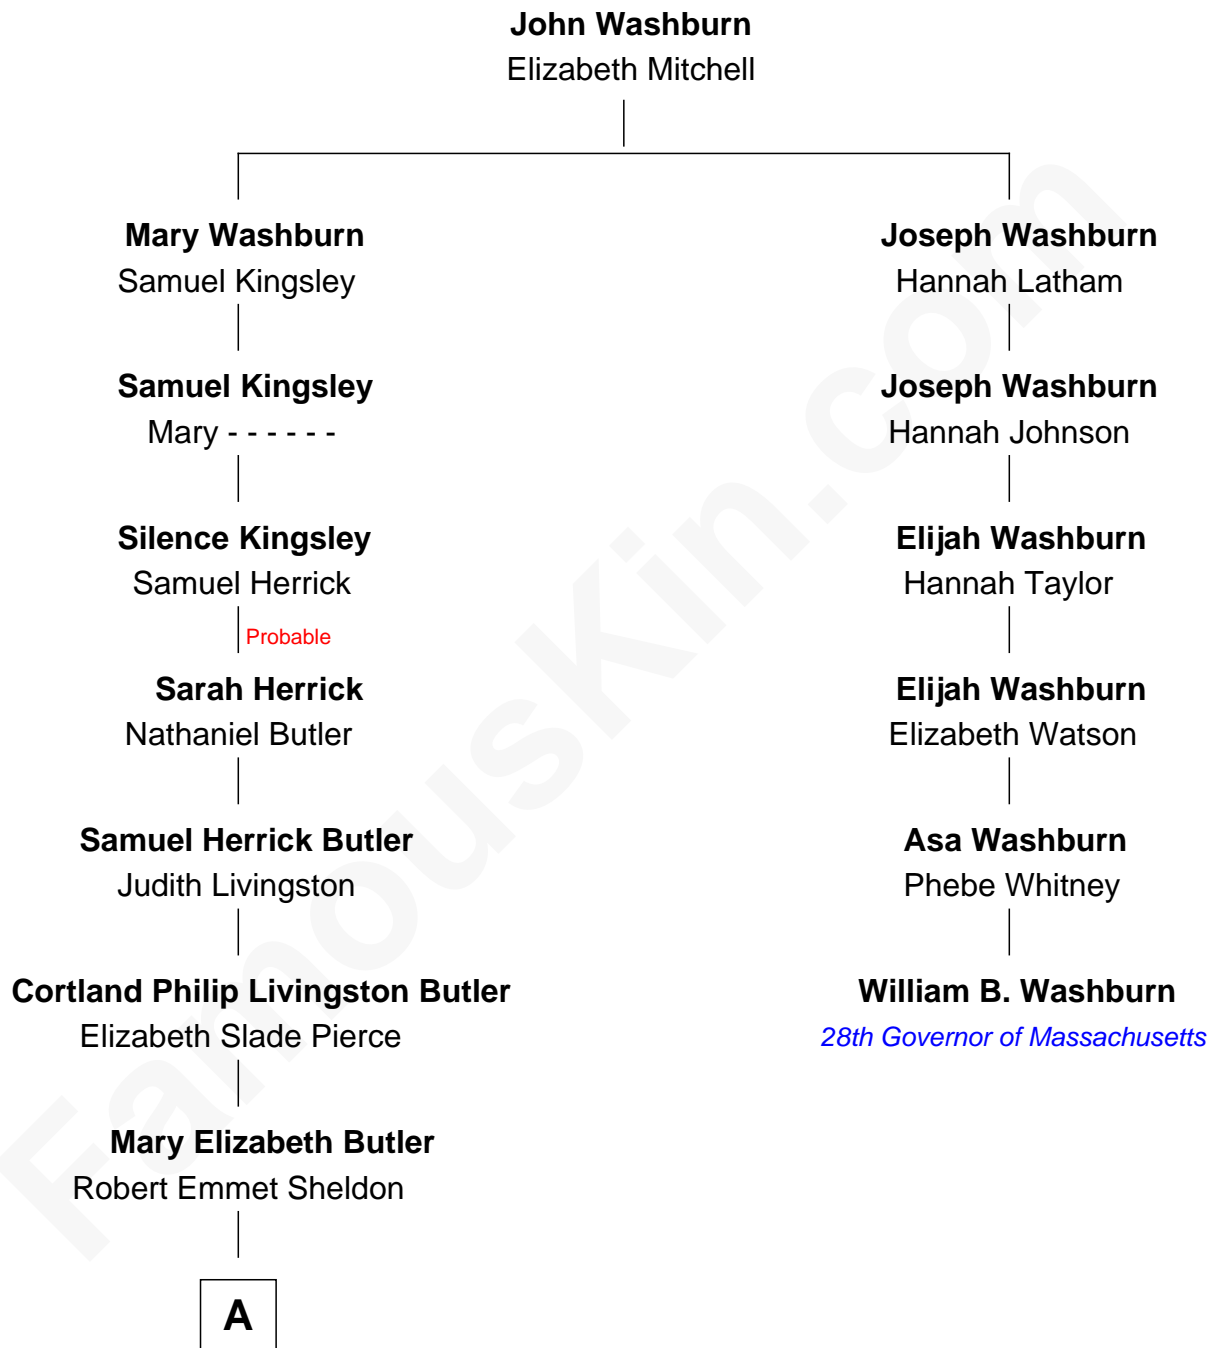 John Washburn
Elizabeth Mitchell
Mary Washburn
Samuel Kingsley
Samuel Kingsley
Mary - - - - - -
Silence Kingsley
Samuel Herrick
Probable
Sarah Herrick
Nathaniel Butler
Samuel Herrick Butler
Judith Livingston
Cortland Philip Livingston Butler
Elizabeth Slade Pierce
Mary Elizabeth Butler
Robert Emmet Sheldon
A
Joseph Washburn
Hannah Latham
Joseph Washburn
Hannah Johnson
Elijah Washburn
Hannah Taylor
Elijah Washburn
Elizabeth Watson
Asa Washburn
Phebe Whitney
William B. Washburn
28th Governor of Massachusetts
FamousKin.com